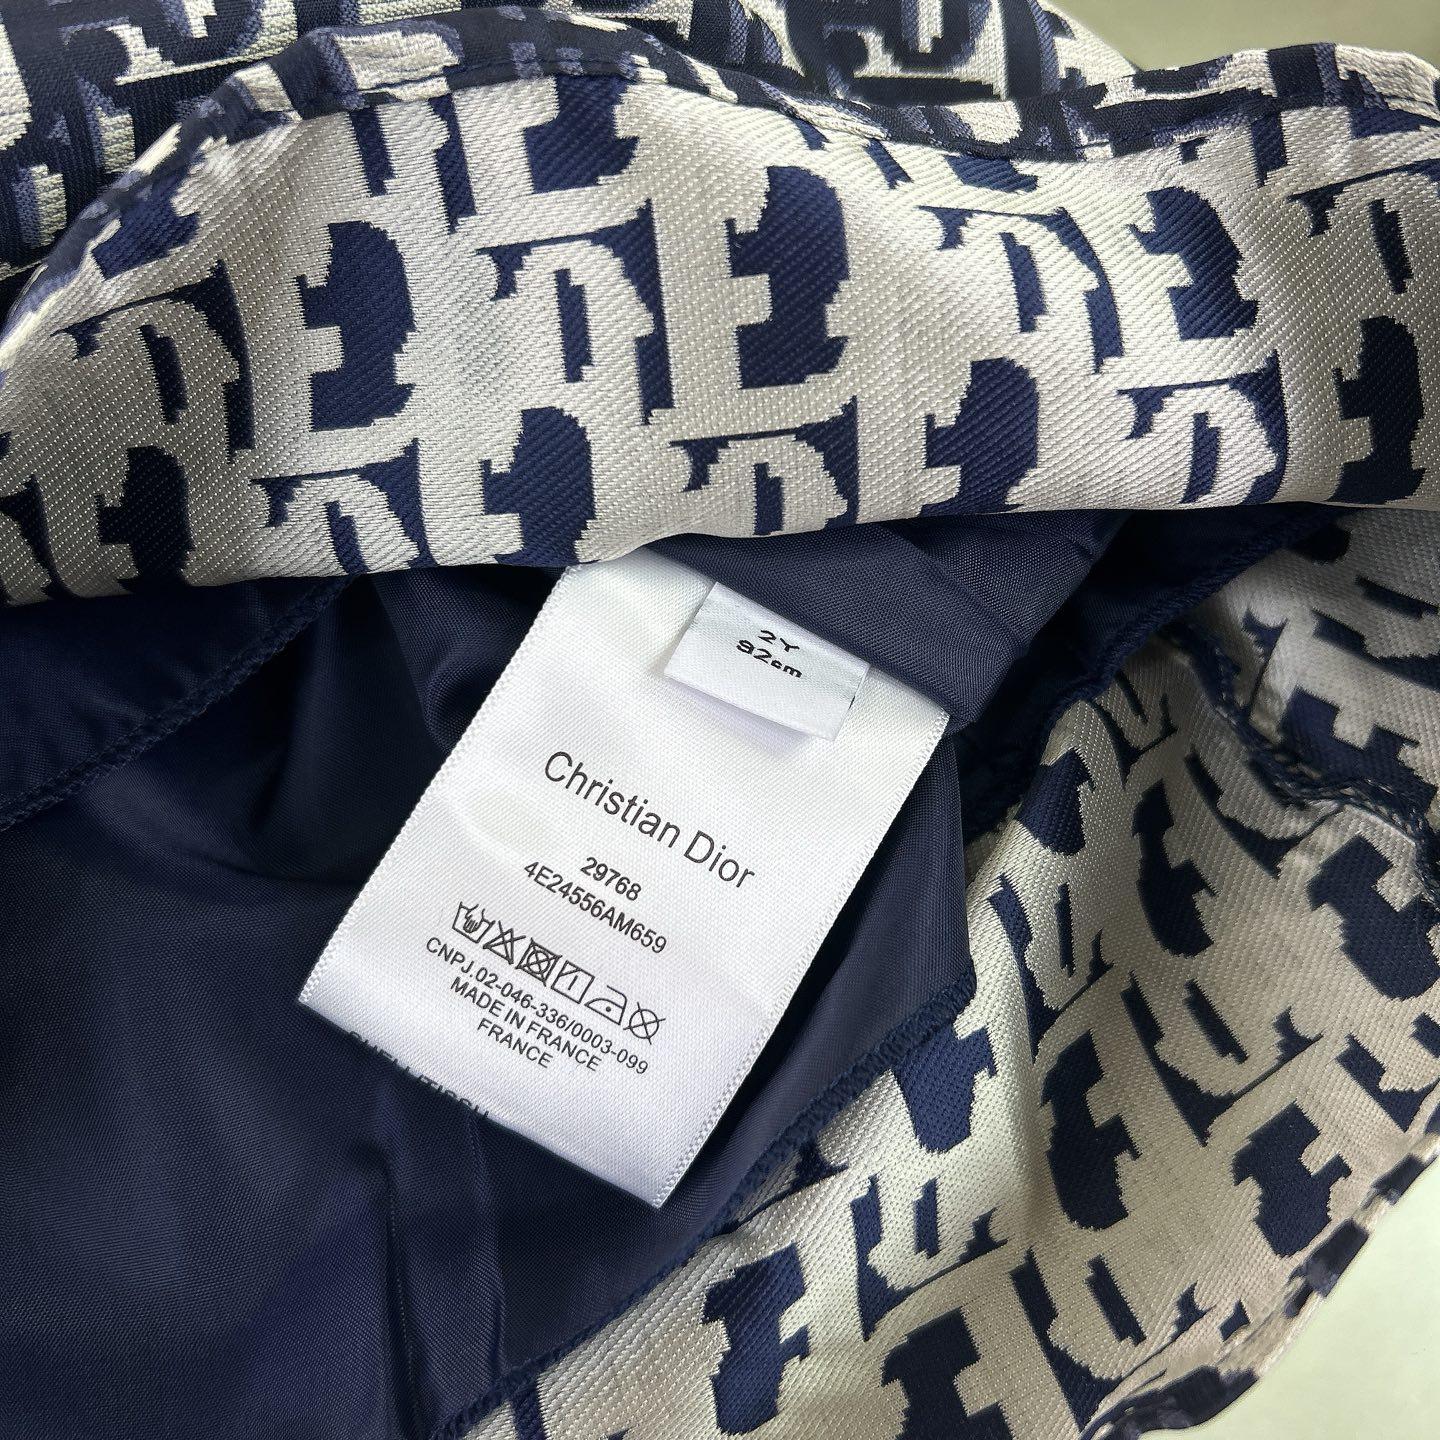 2Y
92cm
Christian Dior
29768
4E24556AM659
CNPJ.02-046-336/0003-099
MADE IN FRANCE
FRANCE